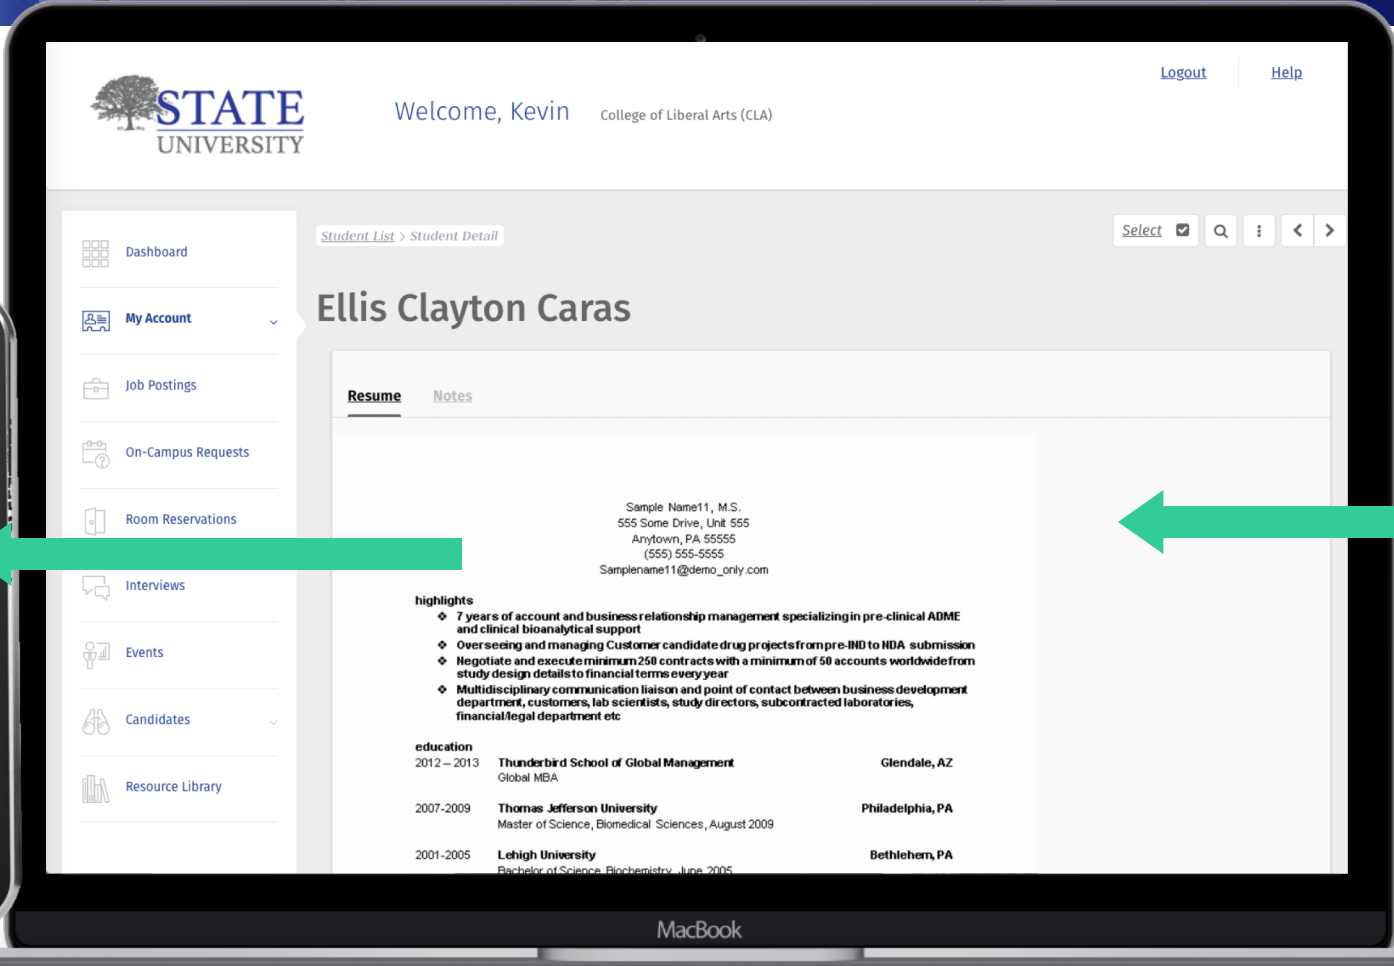 STATE
UNIVERSITY
Welcome, Kevin
College of Liberal Arts (CLA)
Logout
Help
Dashboard
My Account
Job Postings
On-Campus Requests
Room Reservations
Interviews
Events
Candidates
Resource Library
Student List > Student Detail
Select
Ellis Clayton Caras
Resume
Notes
Sample Name11, M.S.
555 Some Drive, Unit 555
Anytown, PA 55555
(555) 555-5555
Samplename11@demo_only.com
highlights
❖ 7 years of account and business relationship management specializing in pre-clinical ADME
and clinical bioanalytical support
❖ Overseeing and managing Customer candidate drug projects from pre-IND to NDA submission
❖ Negotiate and execute minimum 250 contracts with a minimum of 50 accounts worldwide from
study design details to financial terms every year
❖ Multidisciplinary communication liaison and point of contact between business development
department, customers, lab scientists, study directors, subcontracted laboratories,
financial/legal department etc
education
2012 – 2013 Thunderbird School of Global Management Glendale, AZ
Global MBA
2007-2009 Thomas Jefferson University Philadelphia, PA
Master of Science, Biomedical Sciences, August 2009
2001-2005 Lehigh University Bethlehem, PA
Bachelor of Science, Biochemistry, June 2005
MacBook